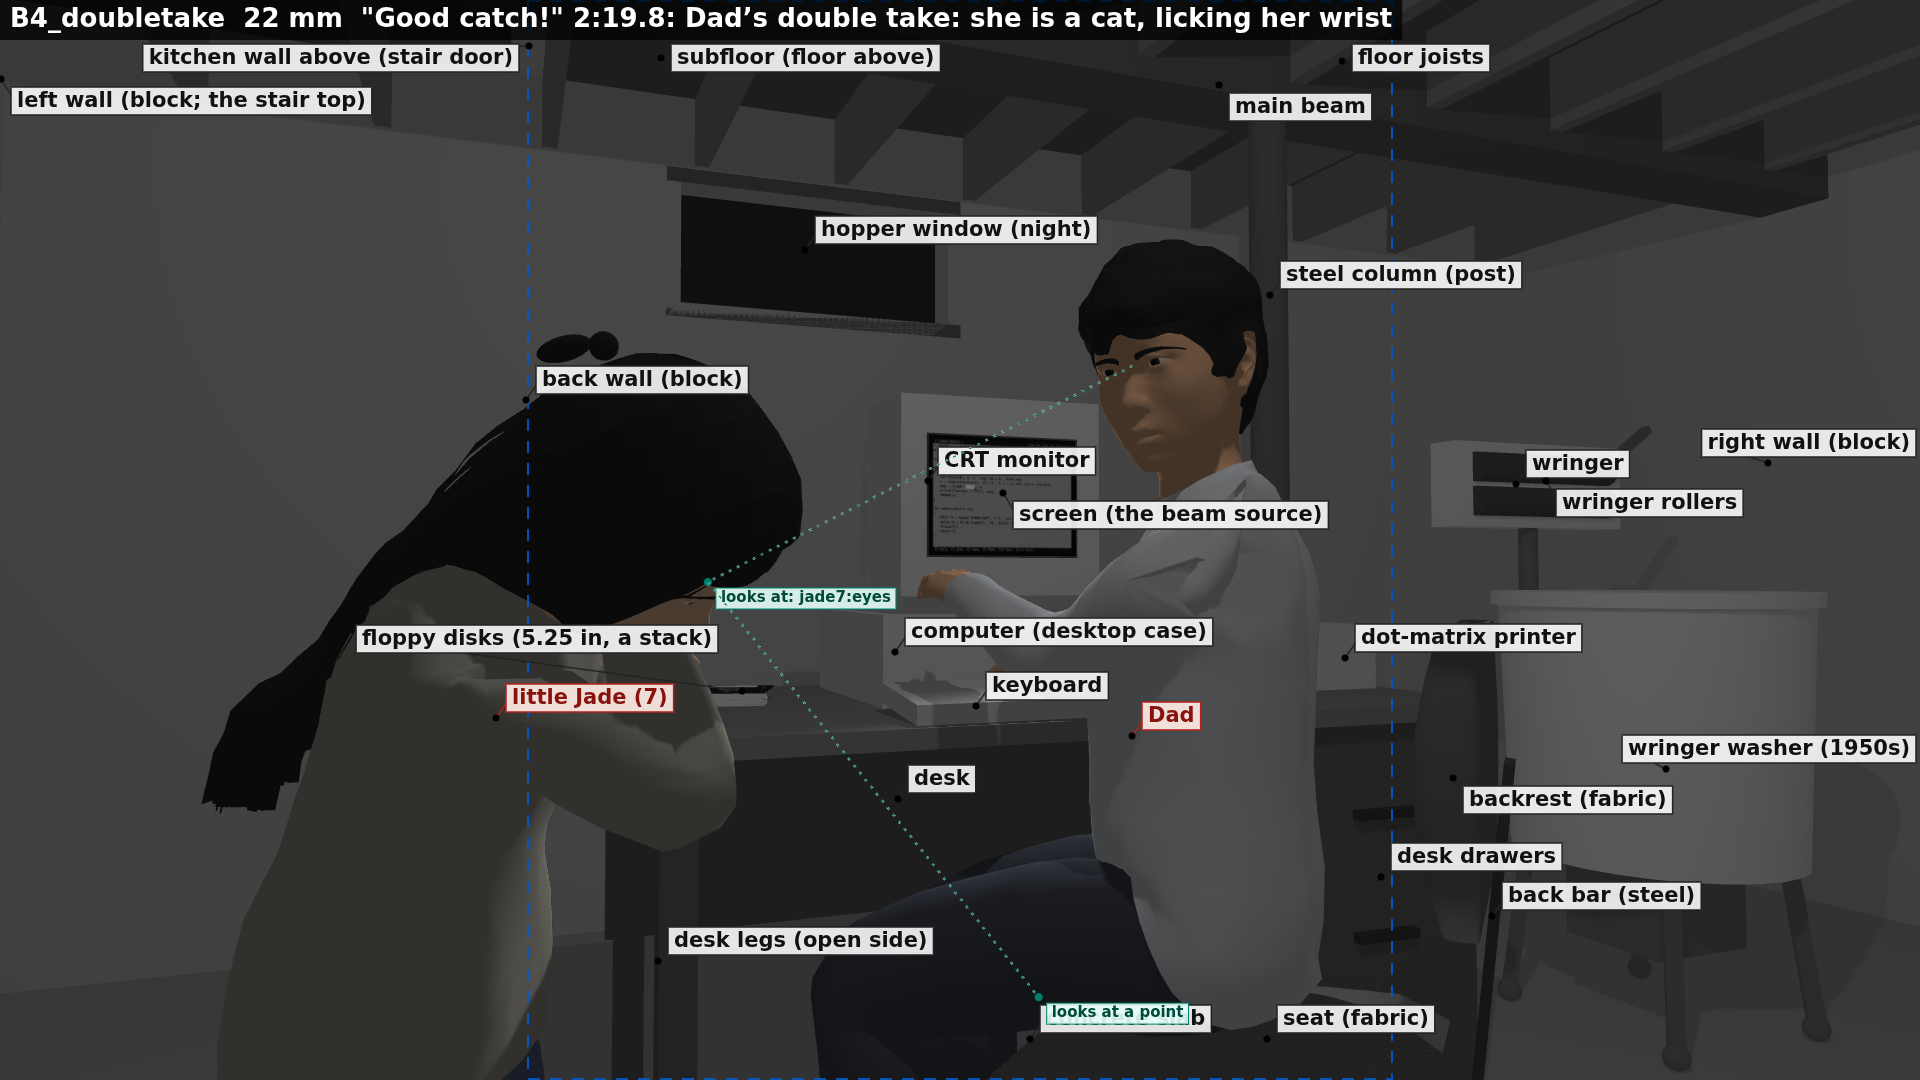 B4_doubletake 22 mm "Good catch!" 2:19.8: Dad’s double take: she is a cat, licking her wrist
kitchen wall above (stair door)
subfloor (floor above)
floor joists
left wall (block; the stair top)
main beam
hopper window (night)
steel column (post)
back wall (block)
right wall (block)
CRT monitor
wringer
wringer rollers
screen (the beam source)
looks at: jade7:eyes
floppy disks (5.25 in, a stack)
computer (desktop case)
dot-matrix printer
keyboard
little Jade (7)
Dad
wringer washer (1950s)
desk
backrest (fabric)
desk drawers
back bar (steel)
desk legs (open side)
looks at a point
seat (fabric)